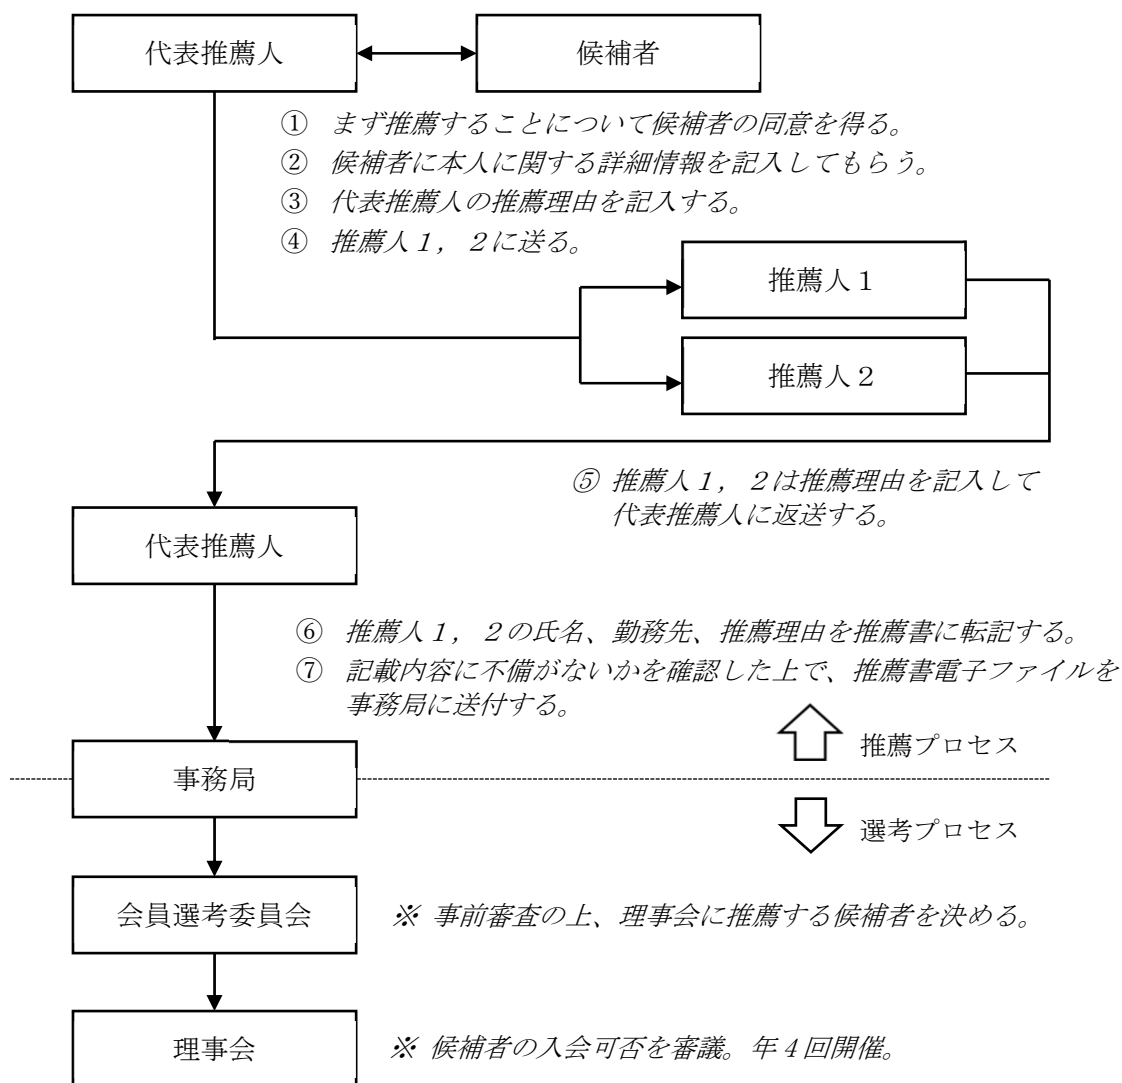 代表推薦人
候補者
① まず推薦することについて候補者の同意を得る。
② 候補者に本人に関する詳細情報を記入してもらう。
③ 代表推薦人の推薦理由を記入する。
④ 推薦人1，2に送る。
推薦人1
推薦人2
⑤ 推薦人1，2は推薦理由を記入して
代表推薦人に返送する。
代表推薦人
⑥ 推薦人1，2の氏名、勤務先、推薦理由を推薦書に転記する。
⑦ 記載内容に不備がないかを確認した上で、推薦書電子ファイルを
事務局に送付する。
推薦プロセス
事務局
選考プロセス
会員選考委員会
※ 事前審査の上、理事会に推薦する候補者を決める。
理事会
※ 候補者の入会可否を審議。年4回開催。